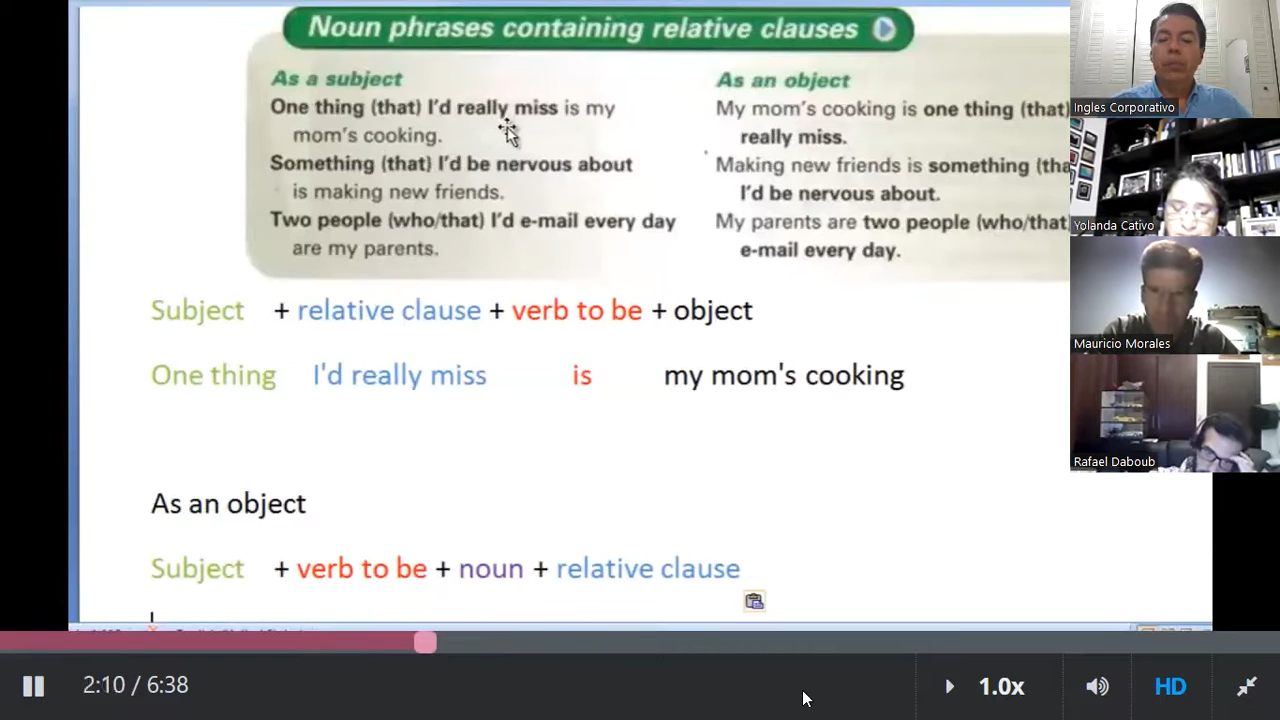 Noun phrases containing relative clauses
As a subject
One thing (that) I'd really miss is my
mom's cooking.
Something (that) I'd be nervous about
is making new friends.
Two people (who/that) I'd e-mail every day
are my parents.
As an object
My mom's cooking is one thing (that)
really miss.
Making new friends is something (tha
I'd be nervous about.
My parents are two people (who/that)
e-mail every day.
Subject + relative clause + verb to be + object
One thing I'd really miss is my mom's cooking
As an object
Subject + verb to be + noun + relative clause
Ingles Corporativo
Yolanda Cativo
Mauricio Morales
Rafael Daboub
2:10 / 6:38
1.0x
HD